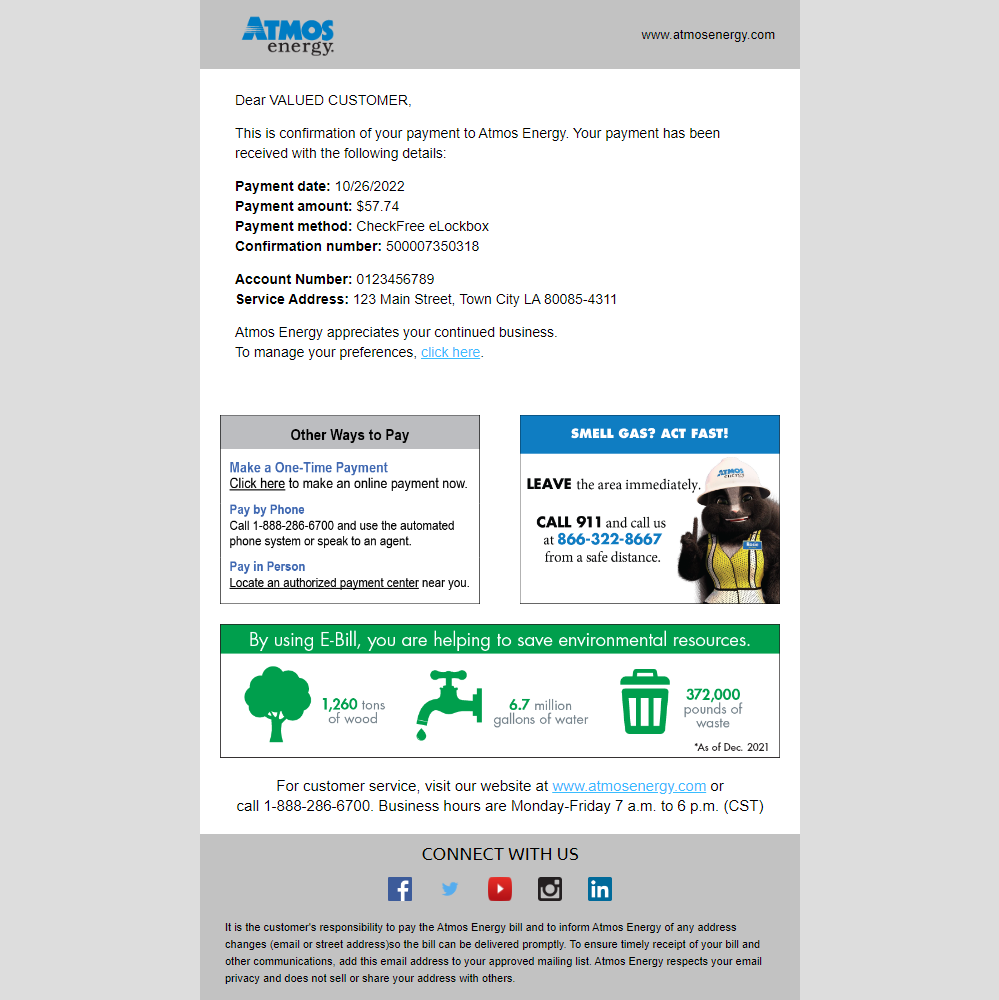 ATMOS
energy.
www.atmosenergy.com
Dear VALUED CUSTOMER,
This is confirmation of your payment to Atmos Energy. Your payment has been
received with the following details:
Payment date: 10/26/2022
Payment amount: $57.74
Payment method: CheckFree eLockbox
Confirmation number: 500007350318
Account Number: 0123456789
Service Address: 123 Main Street, Town City LA 80085-4311
Atmos Energy appreciates your continued business.
To manage your preferences, click here.
Other Ways to Pay
Make a One-Time Payment
Click here to make an online payment now.
Pay by Phone
Call 1-888-286-6700 and use the automated
phone system or speak to an agent.
Pay in Person
Locate an authorized payment center near you.
SMELL GAS? ACT FAST!
LEAVE the area immediately.
CALL 911 and call us
at 866-322-8667
from a safe distance.
ATMOS
energy
By using E-Bill, you are helping to save environmental resources.
1,260 tons
of wood
6.7 million
gallons of water
372,000
pounds of
waste
*As of Dec. 2021
For customer service, visit our website at www.atmosenergy.com or
call 1-888-286-6700. Business hours are Monday-Friday 7 a.m. to 6 p.m. (CST)
CONNECT WITH US
It is the customer's responsibility to pay the Atmos Energy bill and to inform Atmos Energy of any address
changes (email or street address)so the bill can be delivered promptly. To ensure timely receipt of your bill and
other communications, add this email address to your approved mailing list. Atmos Energy respects your email
privacy and does not sell or share your address with others.